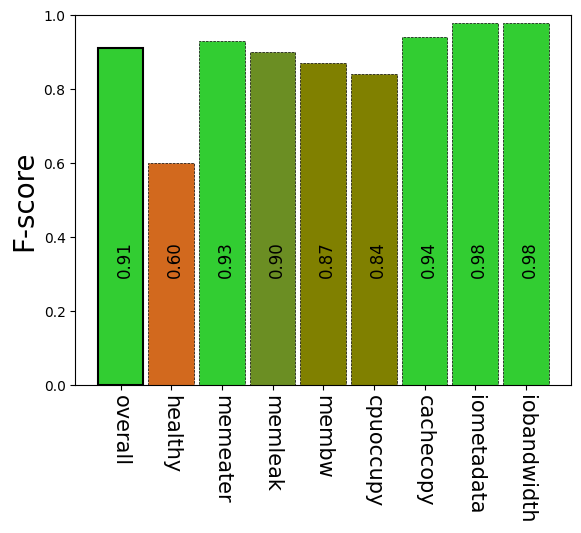 F-score
1.0
0.8
0.6
0.4
0.2
0.0
0.91
0.60
0.93
0.90
0.87
0.84
0.94
0.98
0.98
overall
healthy
memeater
memleak
membw
cpuoccupy
cachecopy
iometadata
iobandwidth